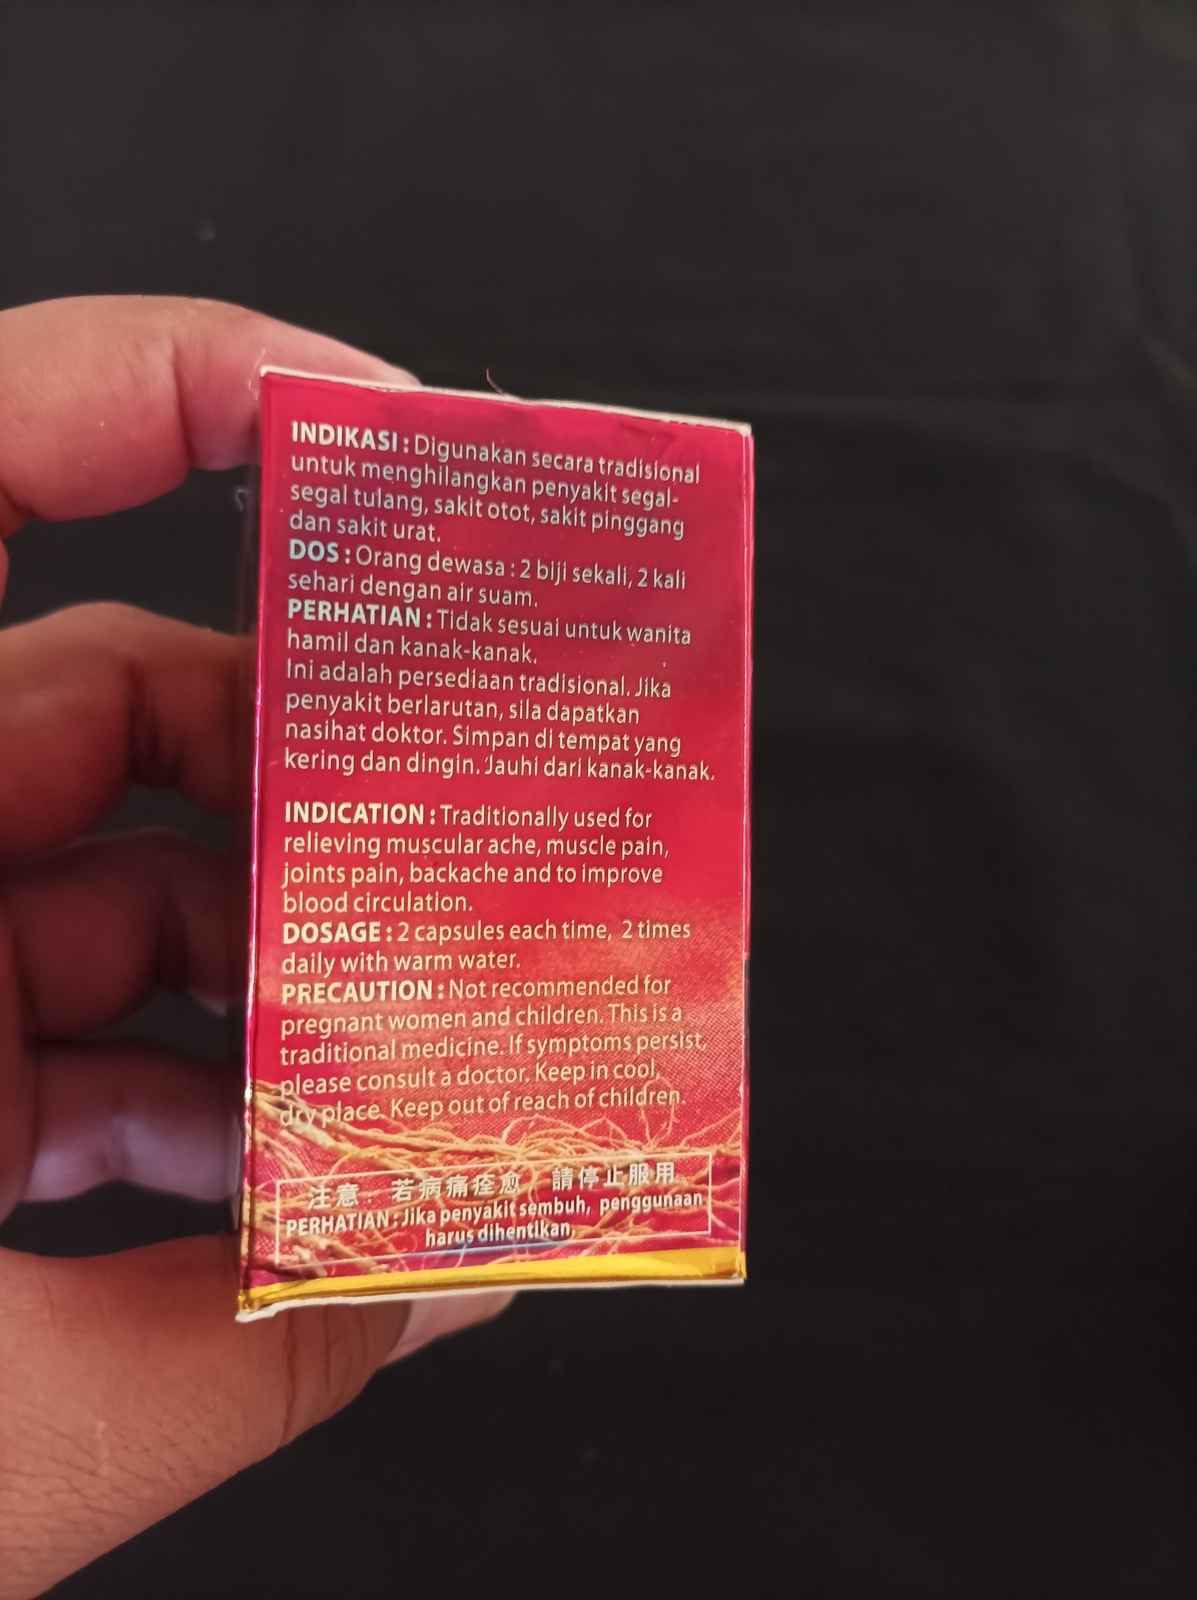 INDIKASI : Digunakan secara tradisional
untuk menghilangkan penyakit segal-
segal tulang, sakit otot, sakit pinggang
dan sakit urat.
DOS : Orang dewasa : 2 biji sekali, 2 kali
sehari dengan air suam.
PERHATIAN : Tidak sesuai untuk wanita
hamil dan kanak-kanak.
Ini adalah persediaan tradisional. Jika
penyakit berlarutan, sila dapatkan
nasihat doktor. Simpan di tempat yang
kering dan dingin. Jauhi dari kanak-kanak.
INDICATION : Traditionally used for
relieving muscular ache, muscle pain,
joints pain, backache and to improve
blood circulation.
DOSAGE : 2 capsules each time, 2 times
daily with warm water.
PRECAUTION : Not recommended for
pregnant women and children. This is a
traditional medicine. If symptoms persist,
please consult a doctor. Keep in cool,
dry place. Keep out of reach of children.
注意：若病痛痊愈 請停止服用
PERHATIAN : Jika penyakit sembuh, penggunaan
harus dihentikan.